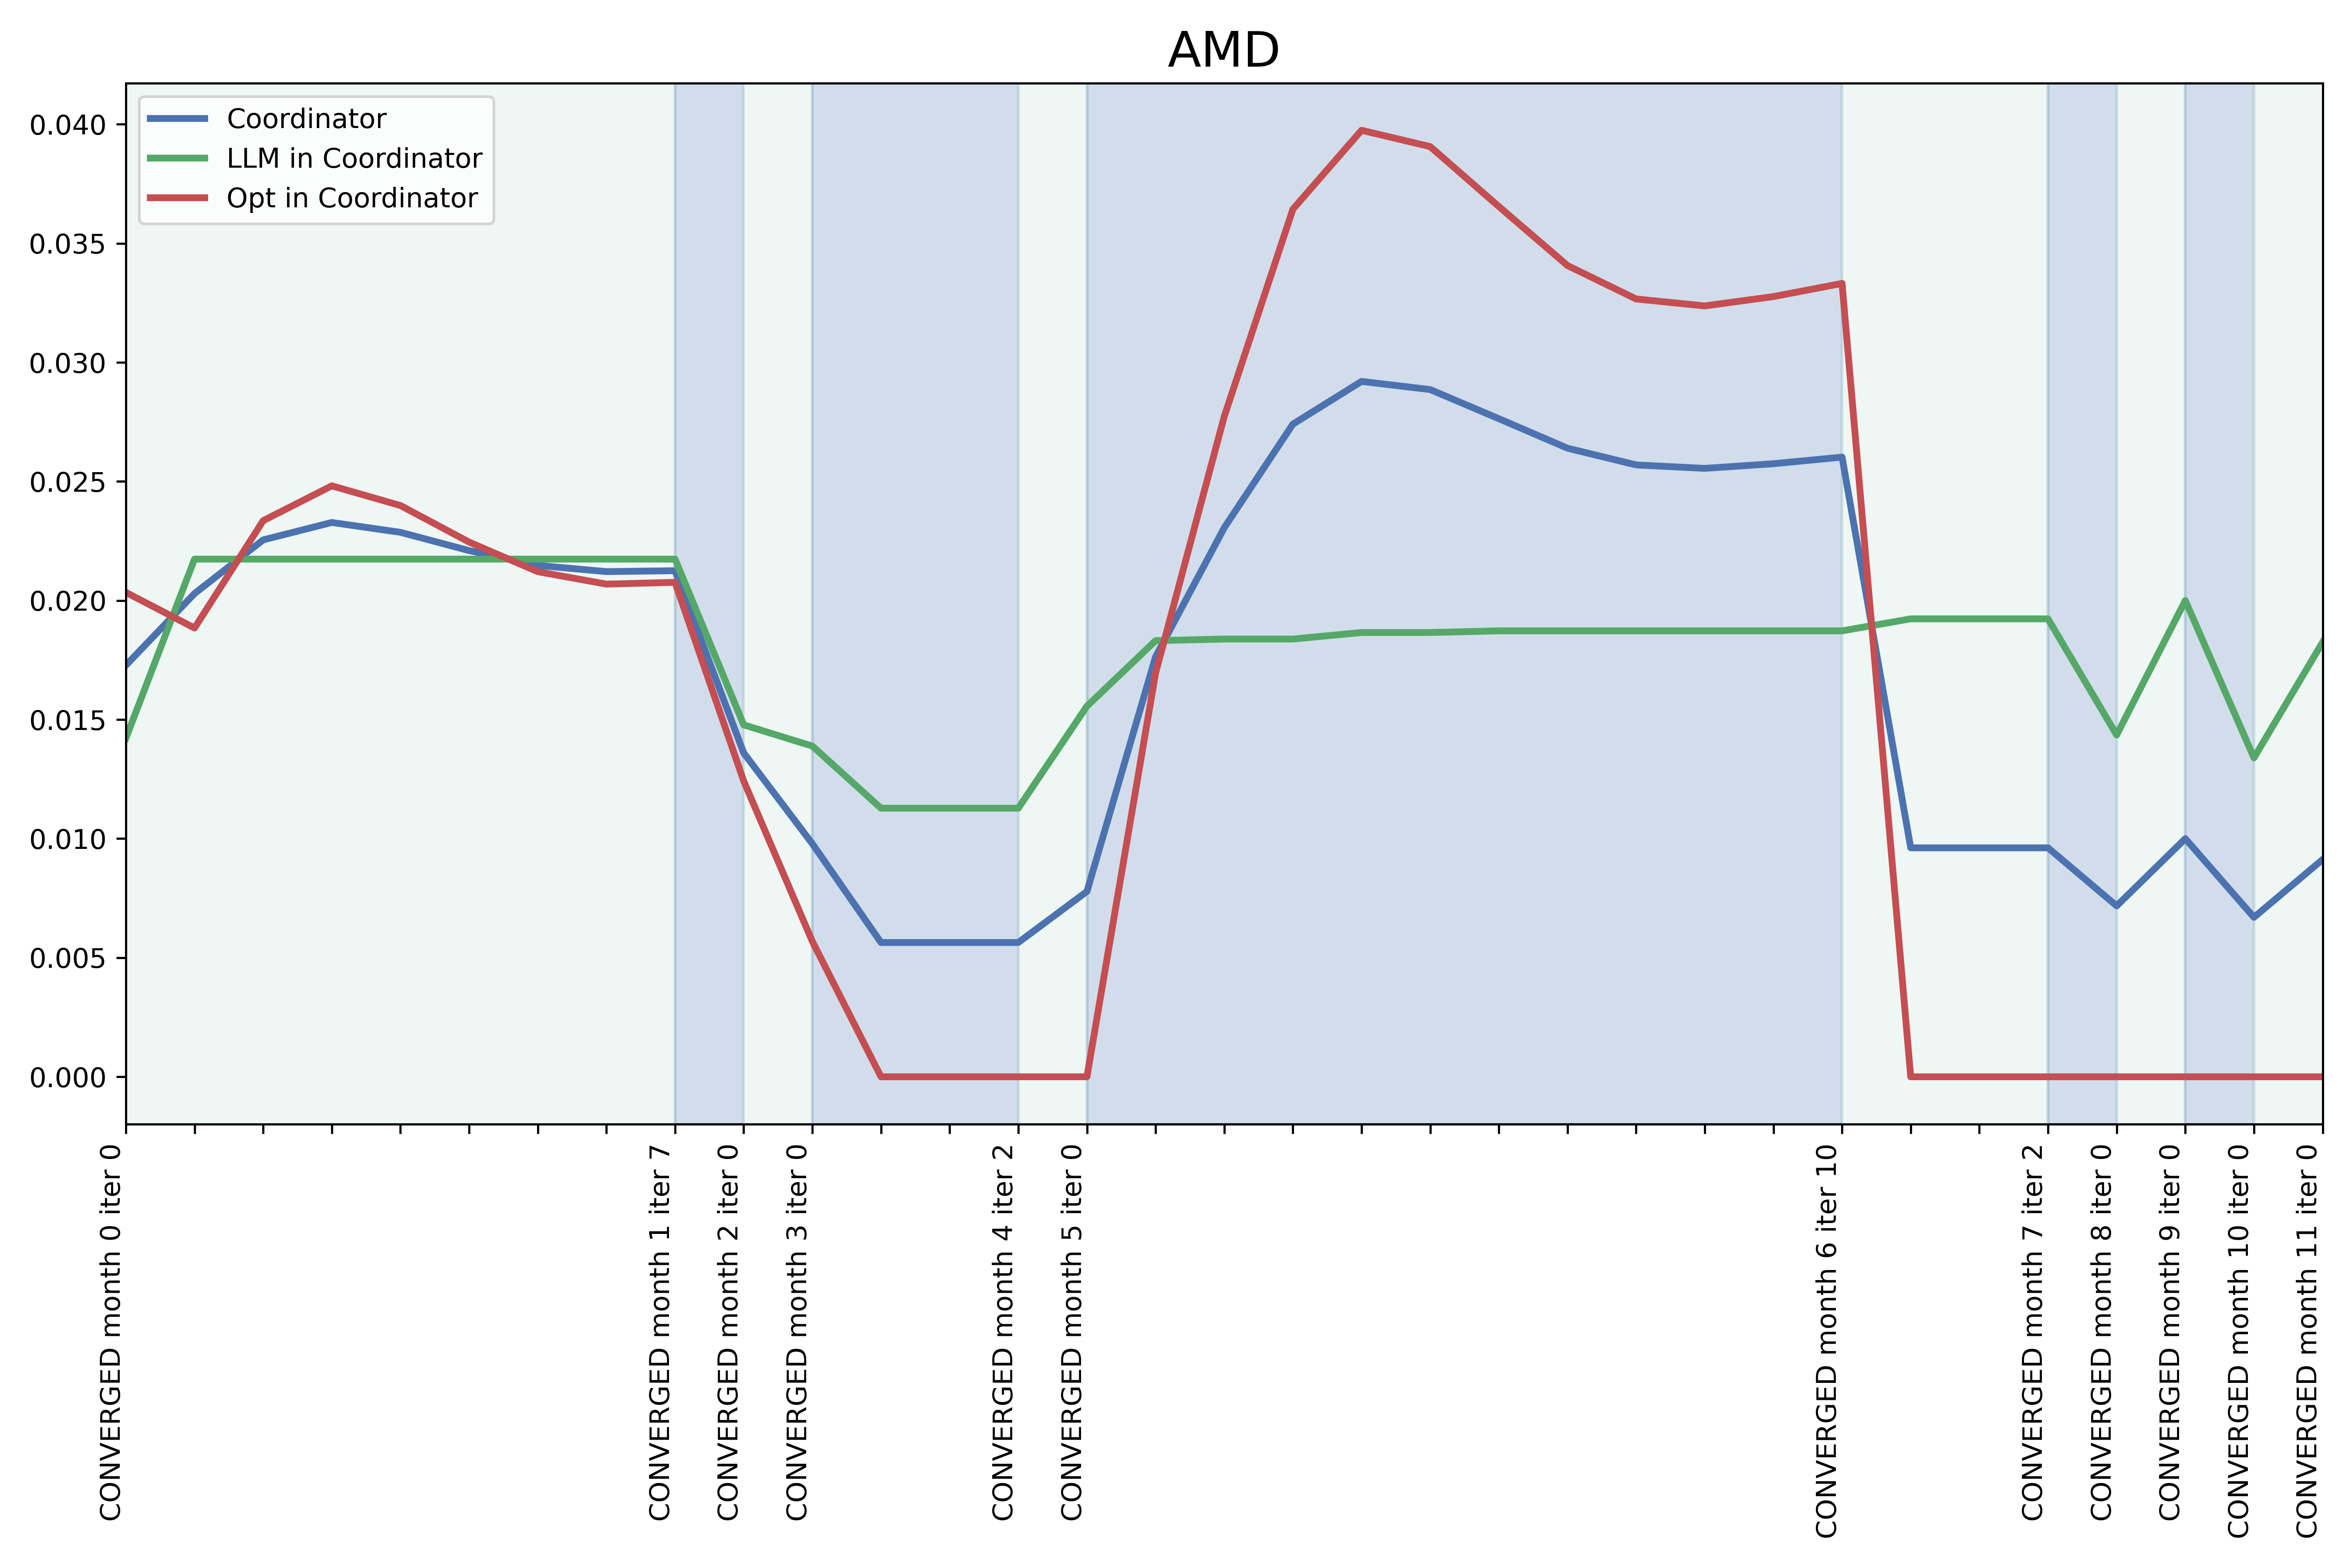 AMD
Coordinator
LLM in Coordinator
Opt in Coordinator
0.040
0.035
0.030
0.025
0.020
0.015
0.010
0.005
0.000
CONVERGED month 0 iter 0
CONVERGED month 1 iter 7
CONVERGED month 2 iter 0
CONVERGED month 3 iter 0
CONVERGED month 4 iter 2
CONVERGED month 5 iter 0
CONVERGED month 6 iter 10
CONVERGED month 7 iter 2
CONVERGED month 8 iter 0
CONVERGED month 9 iter 0
CONVERGED month 10 iter 0
CONVERGED month 11 iter 0